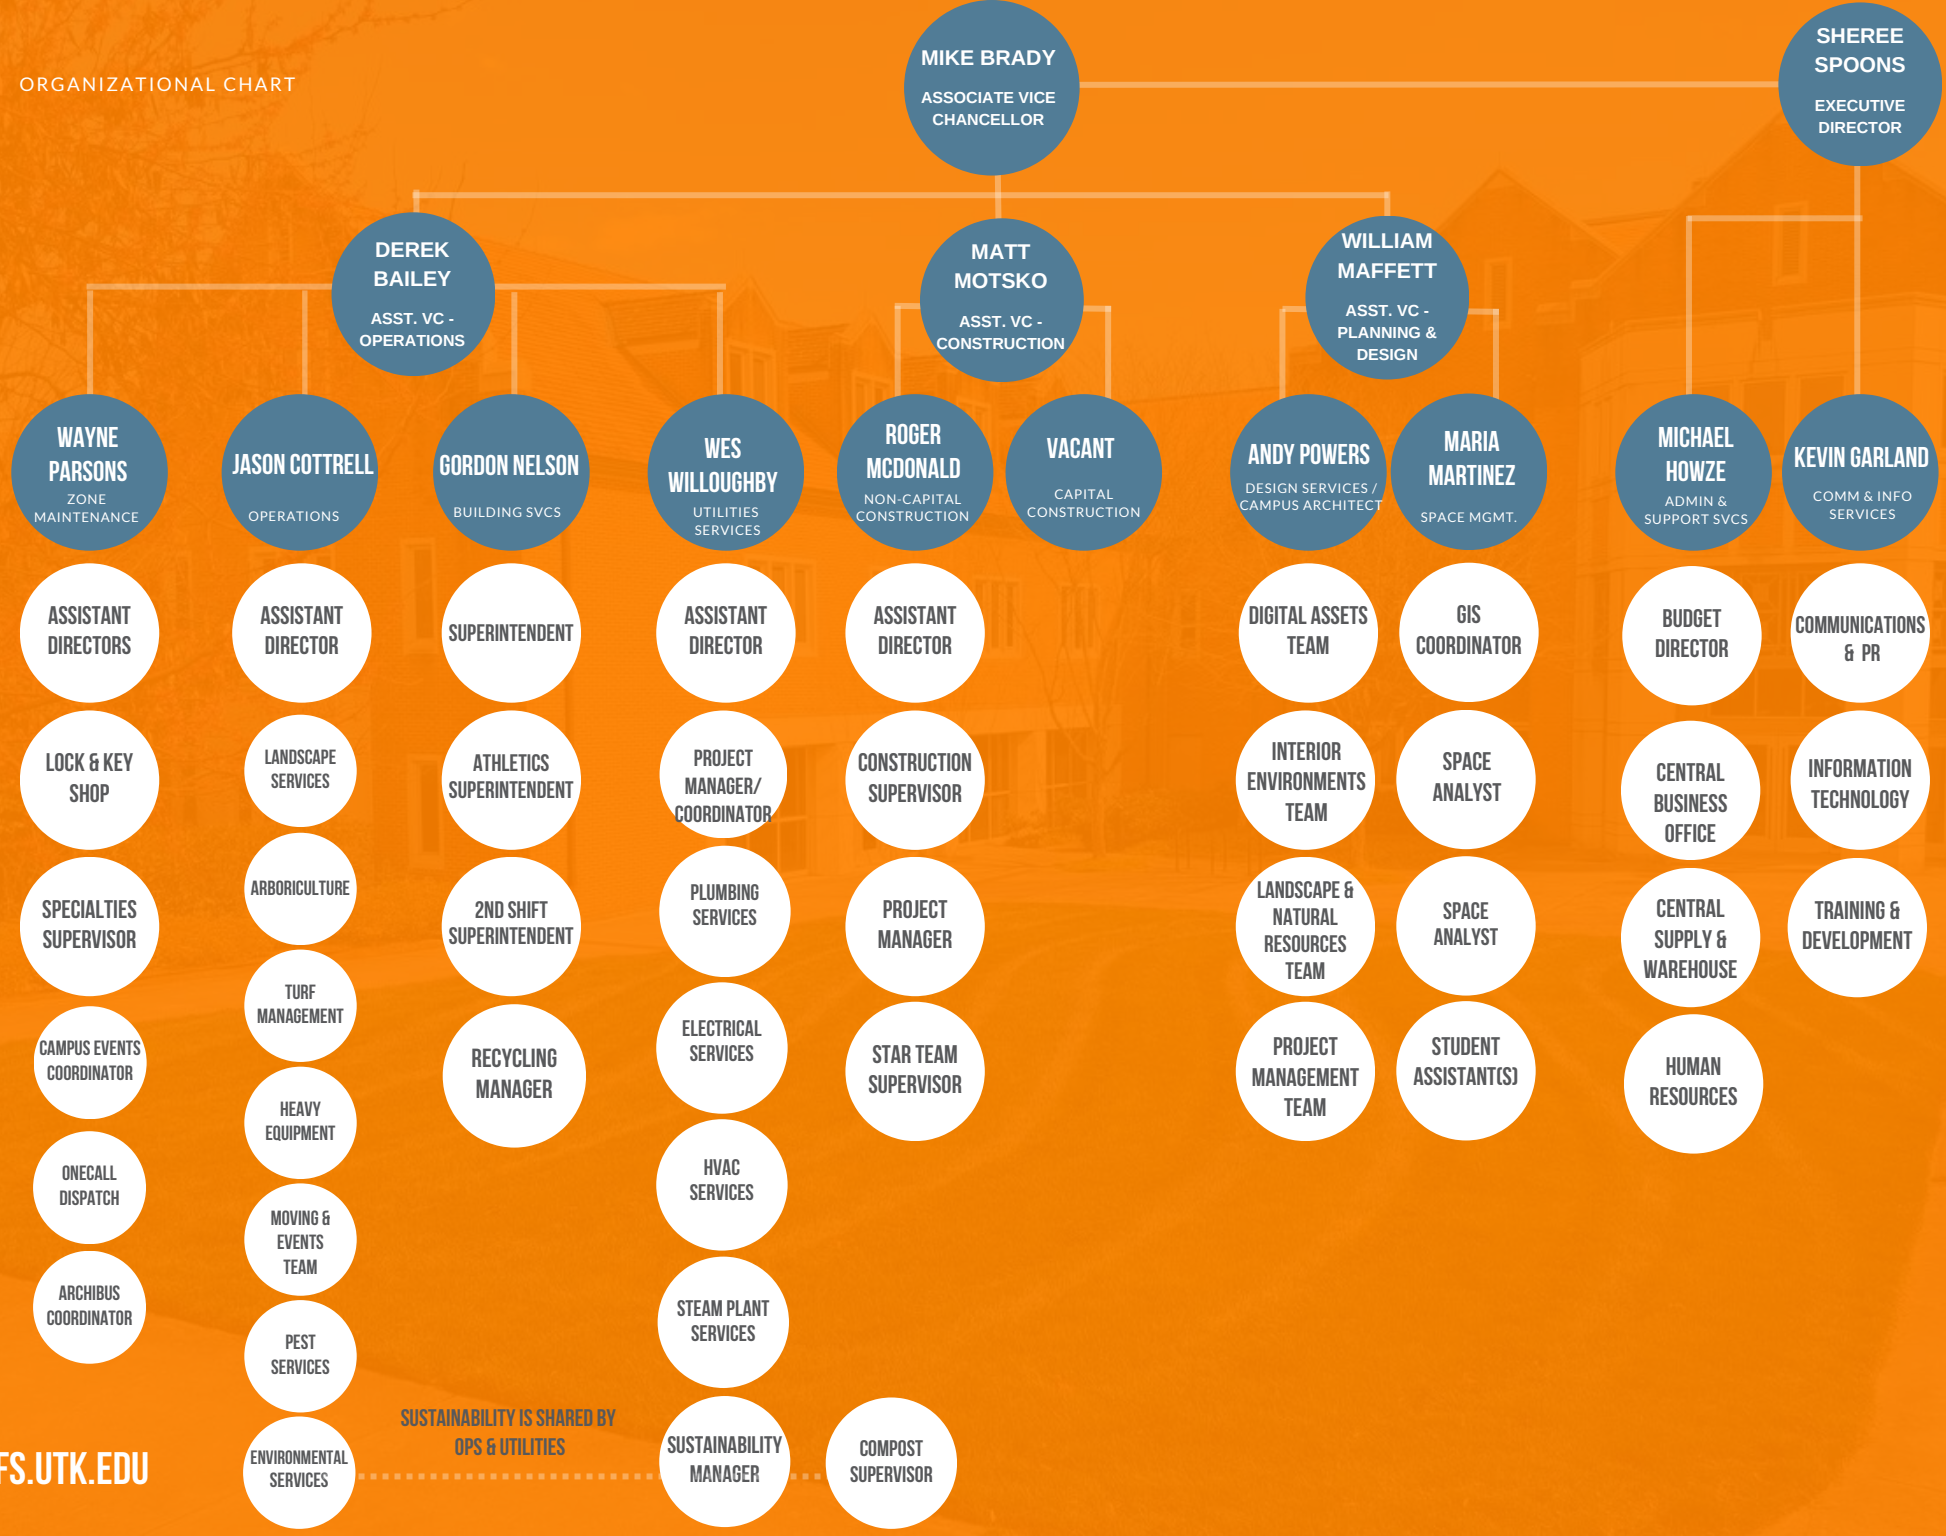 ORGANIZATIONAL CHART
MIKE BRADY
ASSOCIATE VICE
CHANCELLOR
SHEREE
SPOONS
EXECUTIVE
DIRECTOR
DEREK
BAILEY
ASST. VC -
OPERATIONS
MATT
MOTSKO
ASST. VC -
CONSTRUCTION
WILLIAM
MAFFETT
ASST. VC -
PLANNING &
DESIGN
WAYNE
PARSONS
ZONE
MAINTENANCE
JASON COTTRELL
OPERATIONS
GORDON NELSON
BUILDING SVCS
WES
WILLOUGHBY
UTILITIES
SERVICES
ROGER
MCDONALD
NON-CAPITAL
CONSTRUCTION
VACANT
CAPITAL
CONSTRUCTION
ANDY POWERS
DESIGN SERVICES /
CAMPUS ARCHITECT
MARIA
MARTINEZ
SPACE MGMT.
MICHAEL
HOWZE
ADMIN &
SUPPORT SVCS
KEVIN GARLAND
COMM & INFO
SERVICES
ASSISTANT
DIRECTORS
LOCK & KEY
SHOP
SPECIALTIES
SUPERVISOR
CAMPUS EVENTS
COORDINATOR
ONECALL
DISPATCH
ARCHIBUS
COORDINATOR
ASSISTANT
DIRECTOR
LANDSCAPE
SERVICES
ARBORICULTURE
TURF
MANAGEMENT
HEAVY
EQUIPMENT
MOVING &
EVENTS
TEAM
PEST
SERVICES
ENVIRONMENTAL
SERVICES
SUPERINTENDENT
ATHLETICS
SUPERINTENDENT
2ND SHIFT
SUPERINTENDENT
RECYCLING
MANAGER
ASSISTANT
DIRECTOR
PROJECT
MANAGER/
COORDINATOR
PLUMBING
SERVICES
ELECTRICAL
SERVICES
HVAC
SERVICES
STEAM PLANT
SERVICES
SUSTAINABILITY
MANAGER
ASSISTANT
DIRECTOR
CONSTRUCTION
SUPERVISOR
PROJECT
MANAGER
STAR TEAM
SUPERVISOR
COMPOST
SUPERVISOR
DIGITAL ASSETS
TEAM
INTERIOR
ENVIRONMENTS
TEAM
LANDSCAPE &
NATURAL
RESOURCES
TEAM
PROJECT
MANAGEMENT
TEAM
GIS
COORDINATOR
SPACE
ANALYST
SPACE
ANALYST
STUDENT
ASSISTANT(S)
BUDGET
DIRECTOR
CENTRAL
BUSINESS
OFFICE
CENTRAL
SUPPLY &
WAREHOUSE
HUMAN
RESOURCES
COMMUNICATIONS
& PR
INFORMATION
TECHNOLOGY
TRAINING &
DEVELOPMENT
SUSTAINABILITY IS SHARED BY
OPS & UTILITIES
FS.UTK.EDU